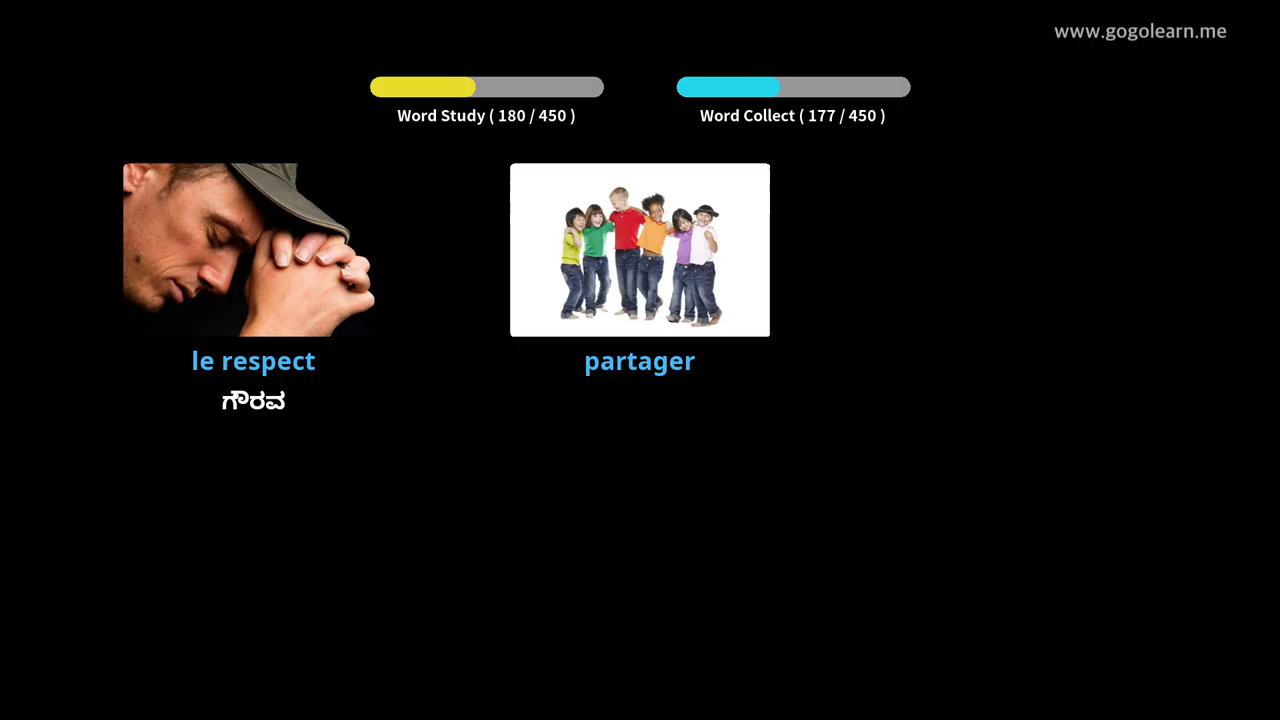 www.gogolearn.me
Word Study ( 180 / 450 )
Word Collect ( 177 / 450 )
le respect
ಗೌರವ
partager